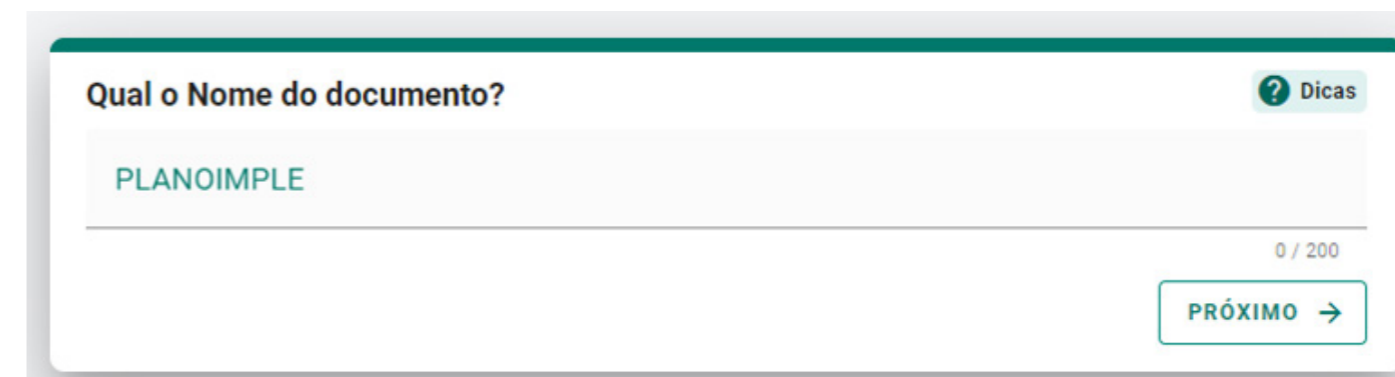 Qual o Nome do documento?
Dicas
PLANOIMPLE
0 / 200
PRÓXIMO →